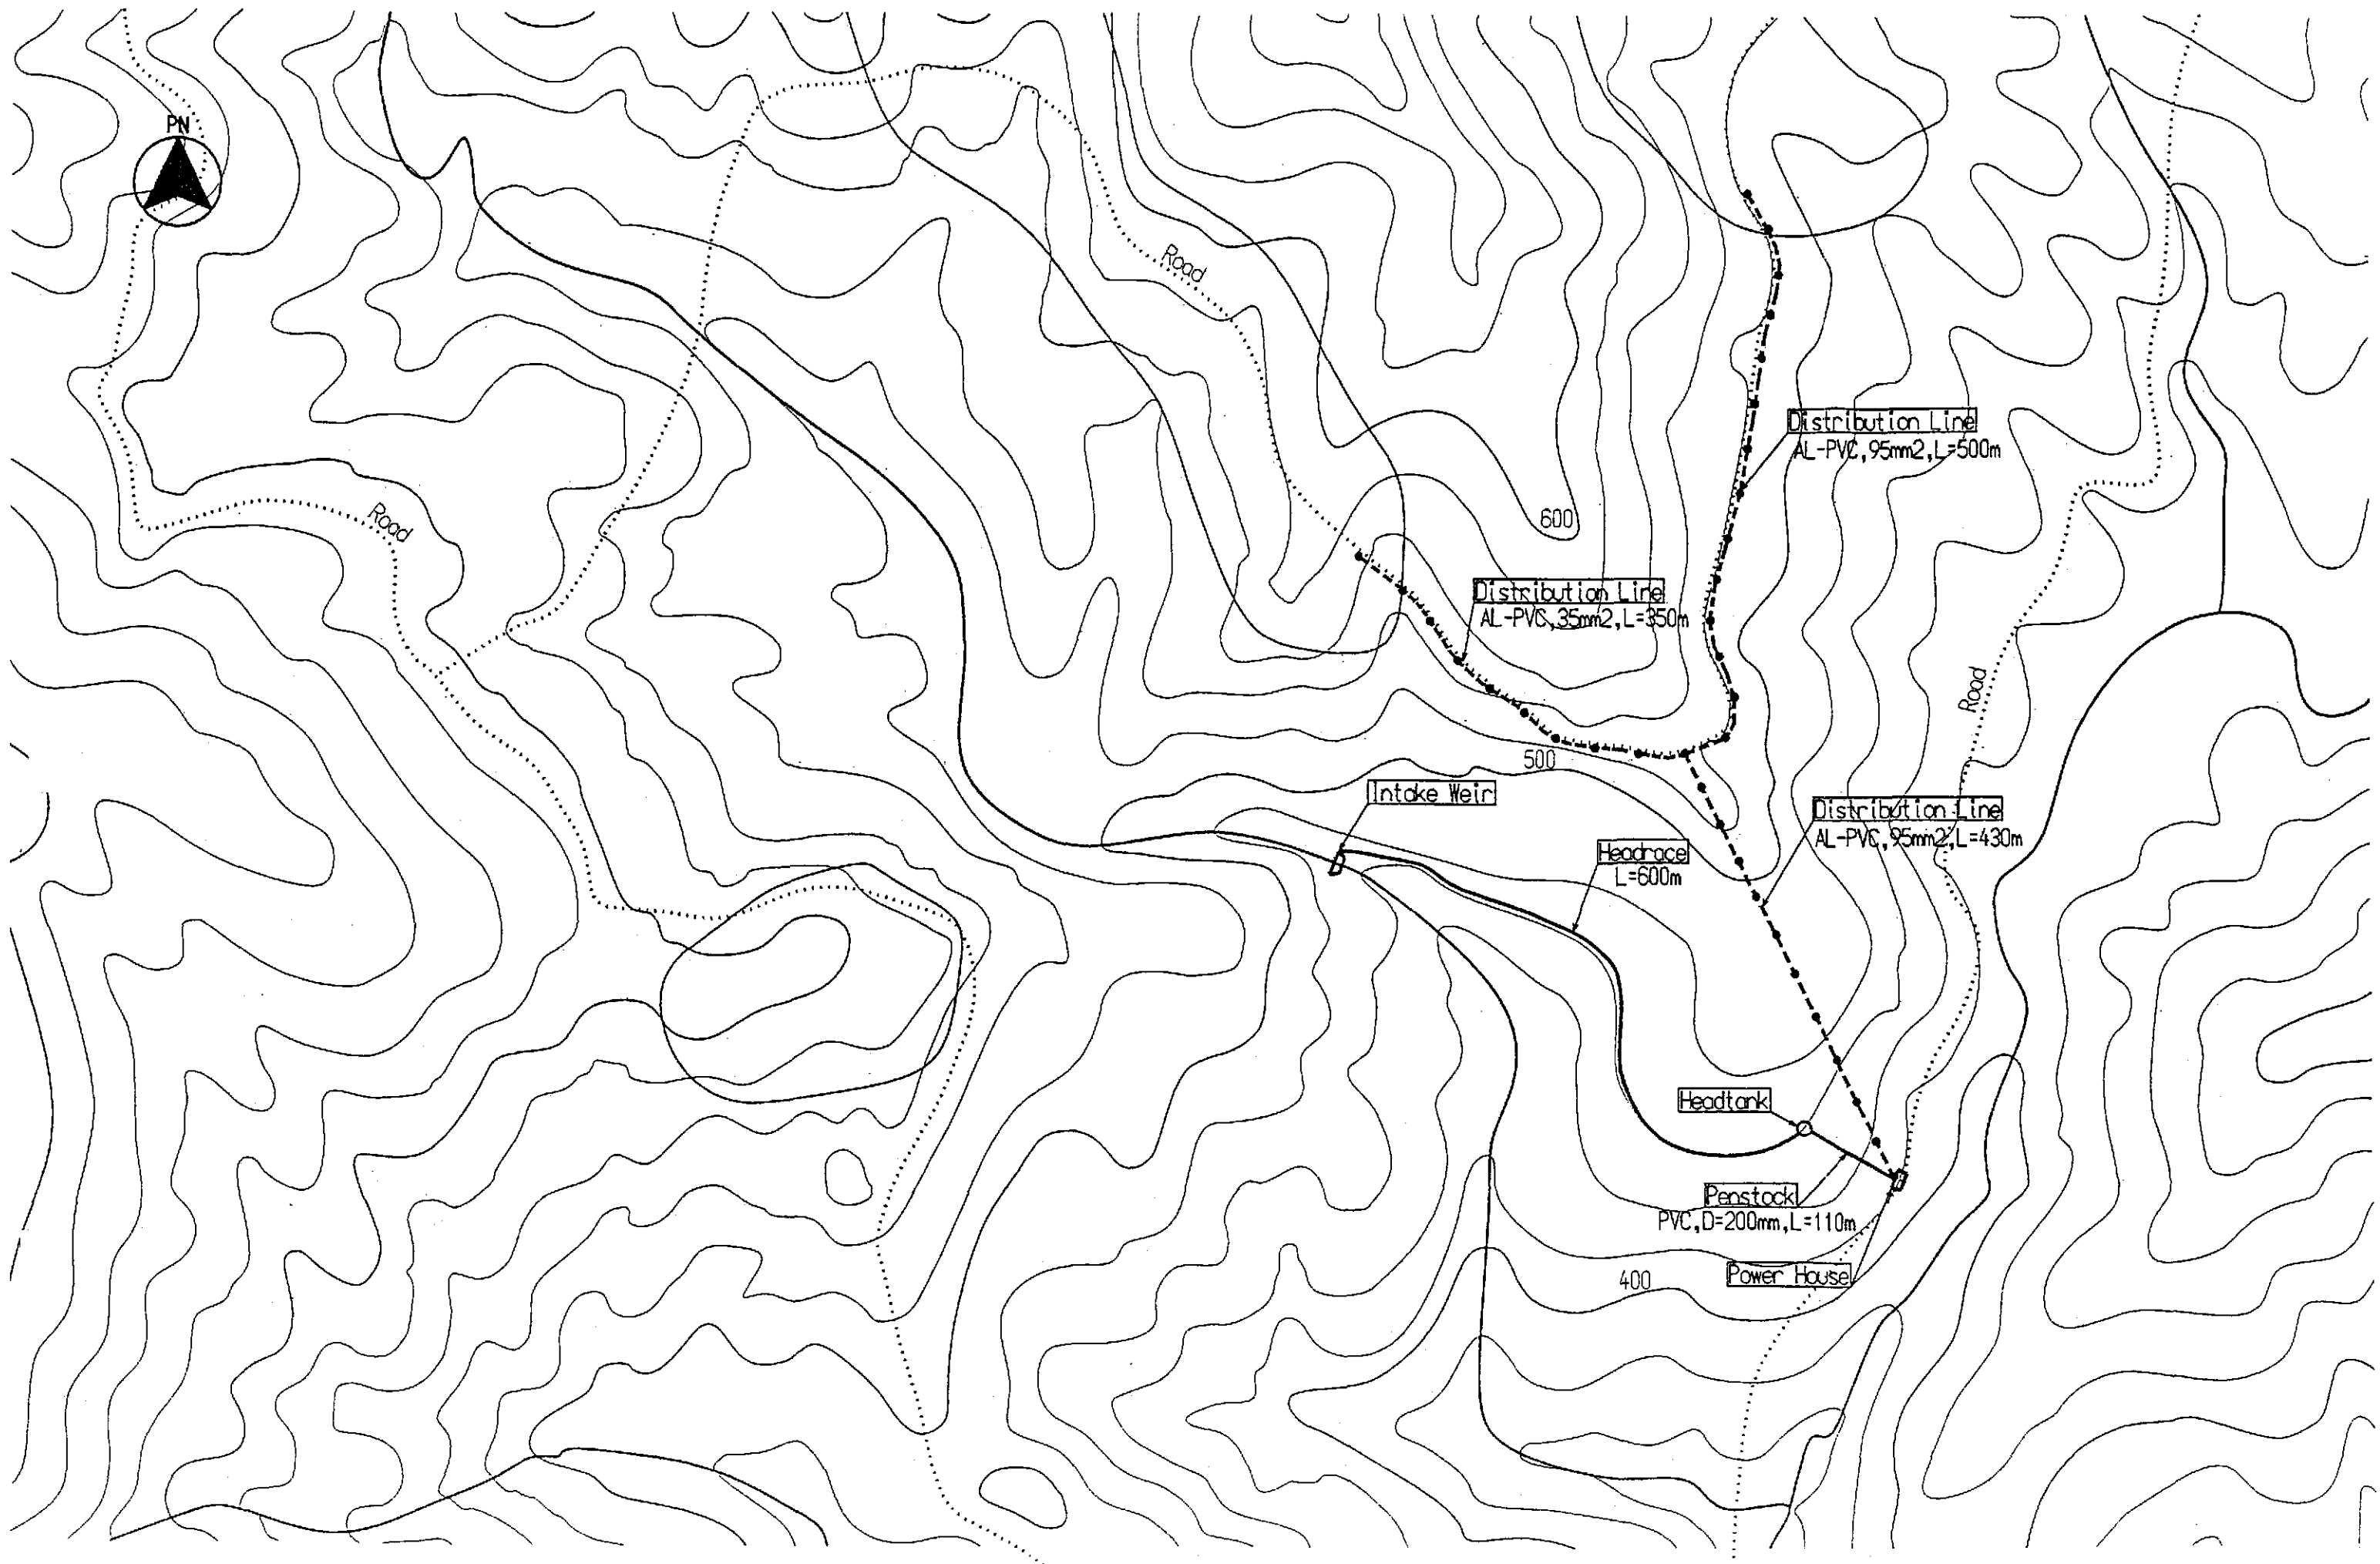 PN
Road
Distribution Line
AL-PVC,95mm2,L=500m
Road
600
Distribution Line
AL-PVC,35mm2,L=350m
Road
500
Intake Weir
Distribution Line
AL-PVC,95mm2,L=430m
Headrace
L=600m
Headtank
Penstock
PVC,D=200mm,L=110m
Power House
400